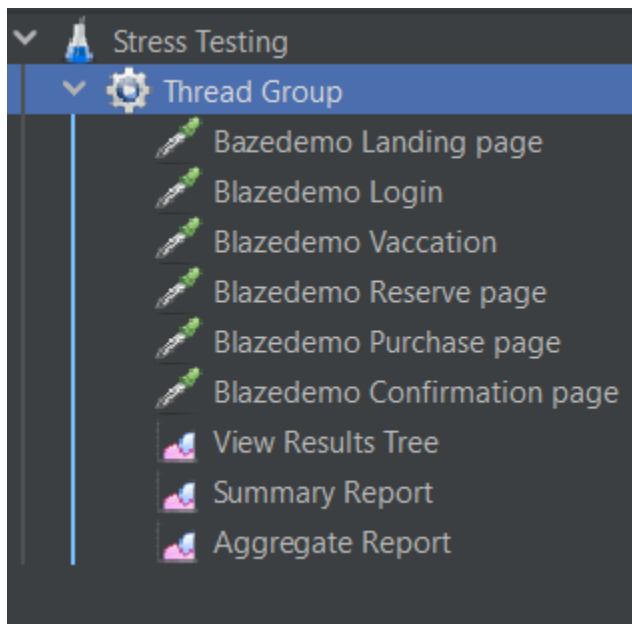 Stress Testing
Thread Group
Bazedemo Landing page
Blazedemo Login
Blazedemo Vaccation
Blazedemo Reserve page
Blazedemo Purchase page
Blazedemo Confirmation page
View Results Tree
Summary Report
Aggregate Report